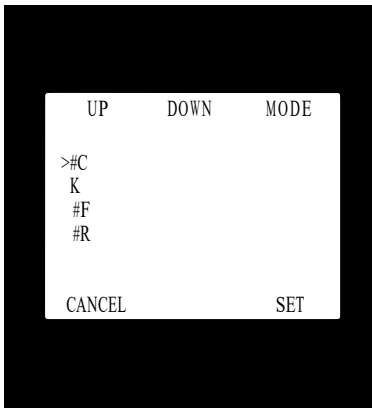 UP DOWN MODE
>#C
K
#F
#R
CANCEL SET